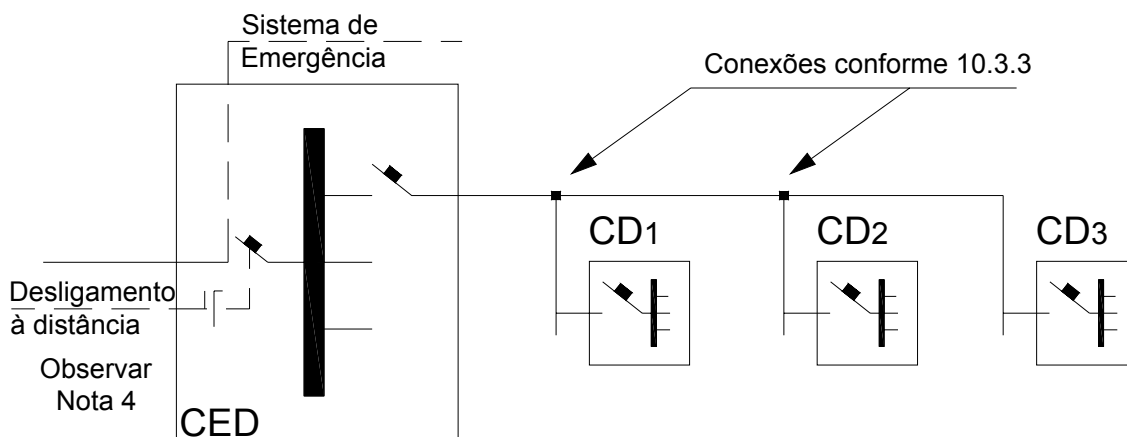 Sistema de
Emergência
Conexões conforme 10.3.3
CD1
CD2
CD3
Desligamento
à distância
Observar
Nota 4
CED